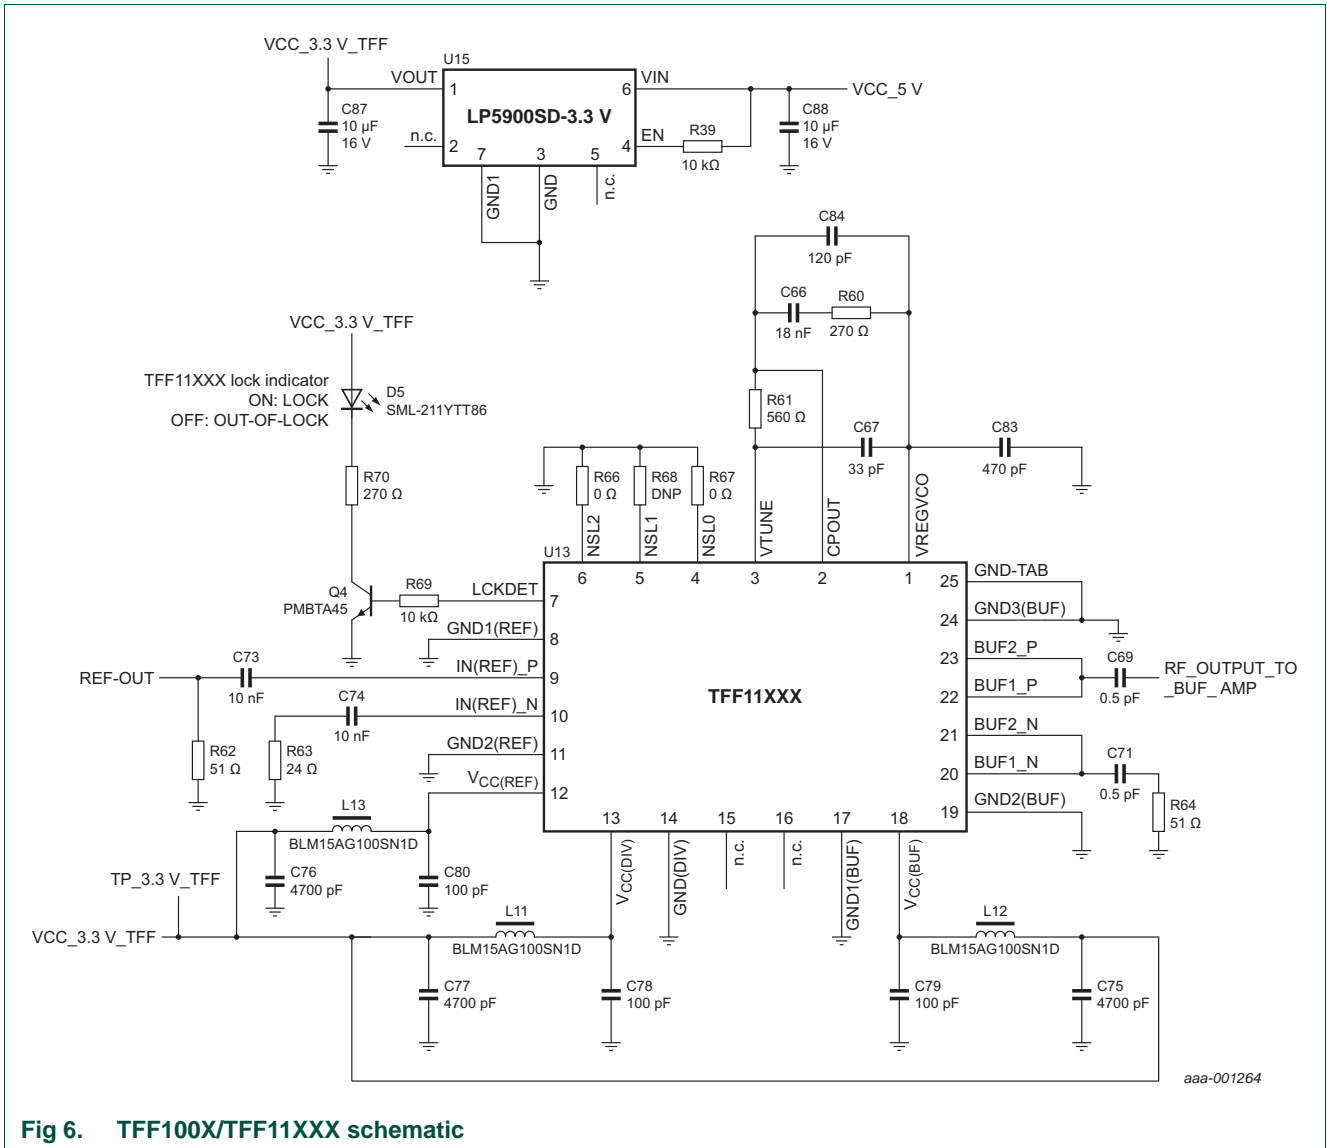 VCC_3.3 V_TFF
U15
VOUT
1
VIN
6
VCC_5 V
LP5900SD-3.3 V
C87
10 µF
16 V
n.c.
2
7
3
5
EN
4
R39
10 kΩ
C88
10 µF
16 V
GND1
GND
n.c.
C84
120 pF
C66
18 nF
R60
270 Ω
VCC_3.3 V_TFF
TFF11XXX lock indicator
ON: LOCK
OFF: OUT-OF-LOCK
D5
SML-211YTT86
R61
560 Ω
C67
33 pF
C83
470 pF
R70
270 Ω
R66
0 Ω
R68
DNP
R67
0 Ω
NSL2
NSL1
NSL0
VTUNE
CPOUT
VREGVCO
U13
6
5
4
3
2
1
Q4
PMBTA45
R69
10 kΩ
LCKDET
7
GND1(REF)
8
C73
10 nF
REF-OUT
IN(REF)_P
9
C74
10 nF
IN(REF)_N
10
R62
51 Ω
R63
24 Ω
GND2(REF)
11
VCC(REF)
12
TFF11XXX
25
GND-TAB
24
GND3(BUF)
23
BUF2_P
22
BUF1_P
C69
0.5 pF
RF_OUTPUT_TO
_BUF_ AMP
21
BUF2_N
20
BUF1_N
C71
0.5 pF
19
GND2(BUF)
R64
51 Ω
13
14
15
16
17
18
VCC(DIV)
GND(DIV)
n.c.
n.c.
GND1(BUF)
VCC(BUF)
L13
BLM15AG100SN1D
C76
4700 pF
C80
100 pF
TP_3.3 V_TFF
VCC_3.3 V_TFF
L11
BLM15AG100SN1D
L12
BLM15AG100SN1D
C77
4700 pF
C78
100 pF
C79
100 pF
C75
4700 pF
aaa-001264
Fig 6. TFF100X/TFF11XXX schematic